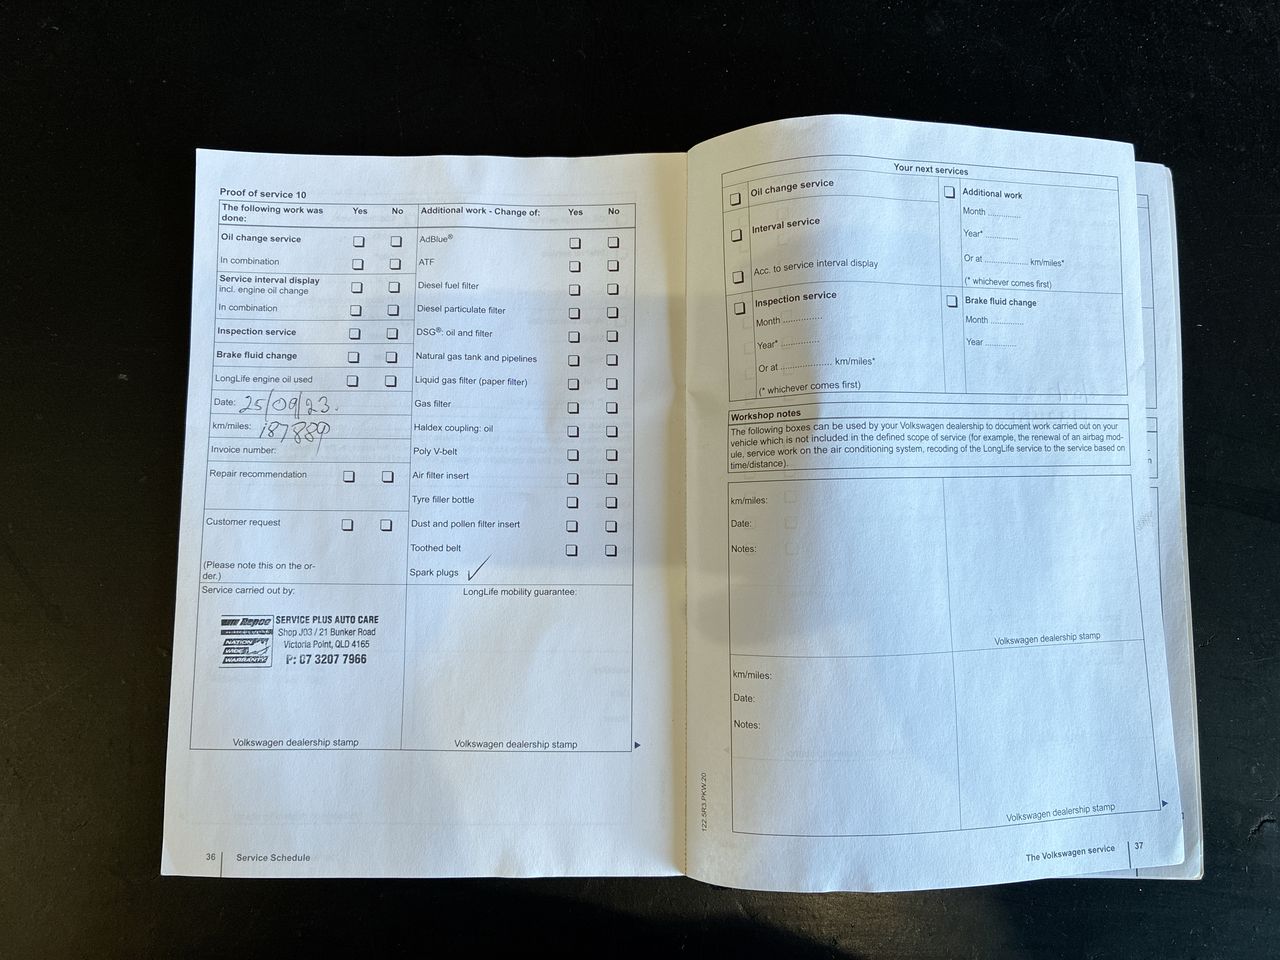 Proof of service 10
The following work was done: Yes No
Oil change service
In combination
Service interval display
incl. engine oil change
In combination
Inspection service
Brake fluid change
LongLife engine oil used
Date: 25/09/23.
km/miles: 187889
Invoice number:
Repair recommendation
Customer request
(Please note this on the or-
der.)
Additional work - Change of: Yes No
AdBlue®
ATF
Diesel fuel filter
Diesel particulate filter
DSG®: oil and filter
Natural gas tank and pipelines
Liquid gas filter (paper filter)
Gas filter
Haldex coupling: oil
Poly V-belt
Air filter insert
Tyre filler bottle
Dust and pollen filter insert
Toothed belt
Spark plugs ✓
Service carried out by:
Repco
NATION
WIDE
WARRANTY
SERVICE PLUS AUTO CARE
Shop J03 / 21 Bunker Road
Victoria Point, QLD 4165
P: 07 3207 7966
Volkswagen dealership stamp
LongLife mobility guarantee:
Volkswagen dealership stamp
36 Service Schedule
Your next services
Oil change service
Interval service
Acc. to service interval display
Inspection service
Month ..............
Year* ..............
Or at ................... km/miles*
(* whichever comes first)
Additional work
Month ............
Year* ............
Or at ................ km/miles*
(* whichever comes first)
Brake fluid change
Month ............
Year ............
Workshop notes
The following boxes can be used by your Volkswagen dealership to document work carried out on your
vehicle which is not included in the defined scope of service (for example, the renewal of an airbag mod-
ule, service work on the air conditioning system, recoding of the LongLife service to the service based on
time/distance).
km/miles:
Date:
Notes:
Volkswagen dealership stamp
km/miles:
Date:
Notes:
Volkswagen dealership stamp
122.5R3.PKW.20
The Volkswagen service 37